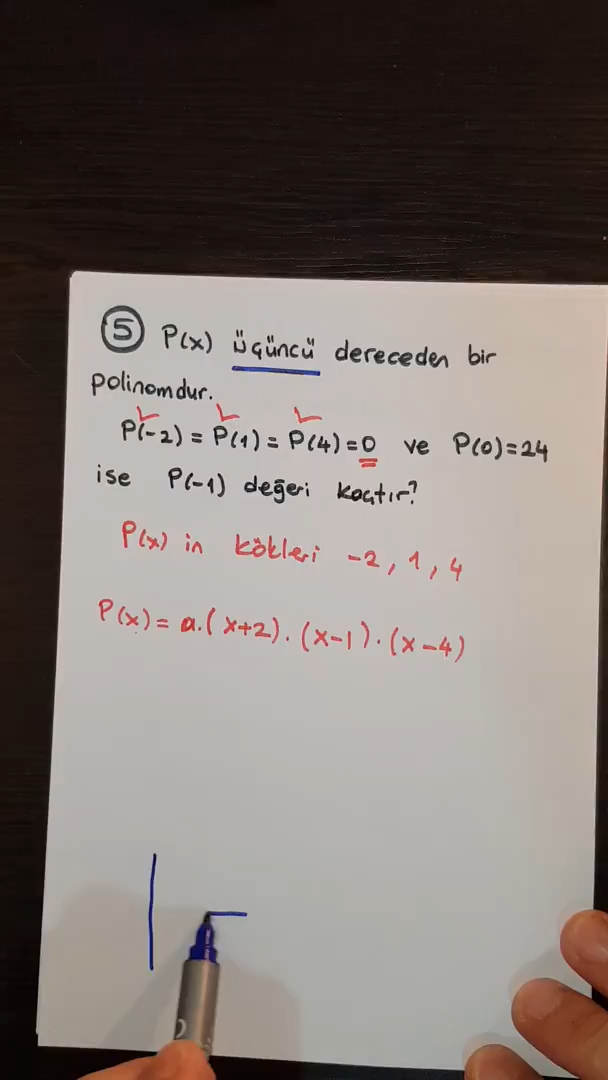 5 P(x) üçüncü dereceden bir
polinomdur.
P(-2) = P(1) = P(4) = 0 ve P(0)=24
ise P(-1) değeri kaçtır?
P(x) in kökleri -2, 1, 4
P(x) = a.(x+2).(x-1).(x-4)